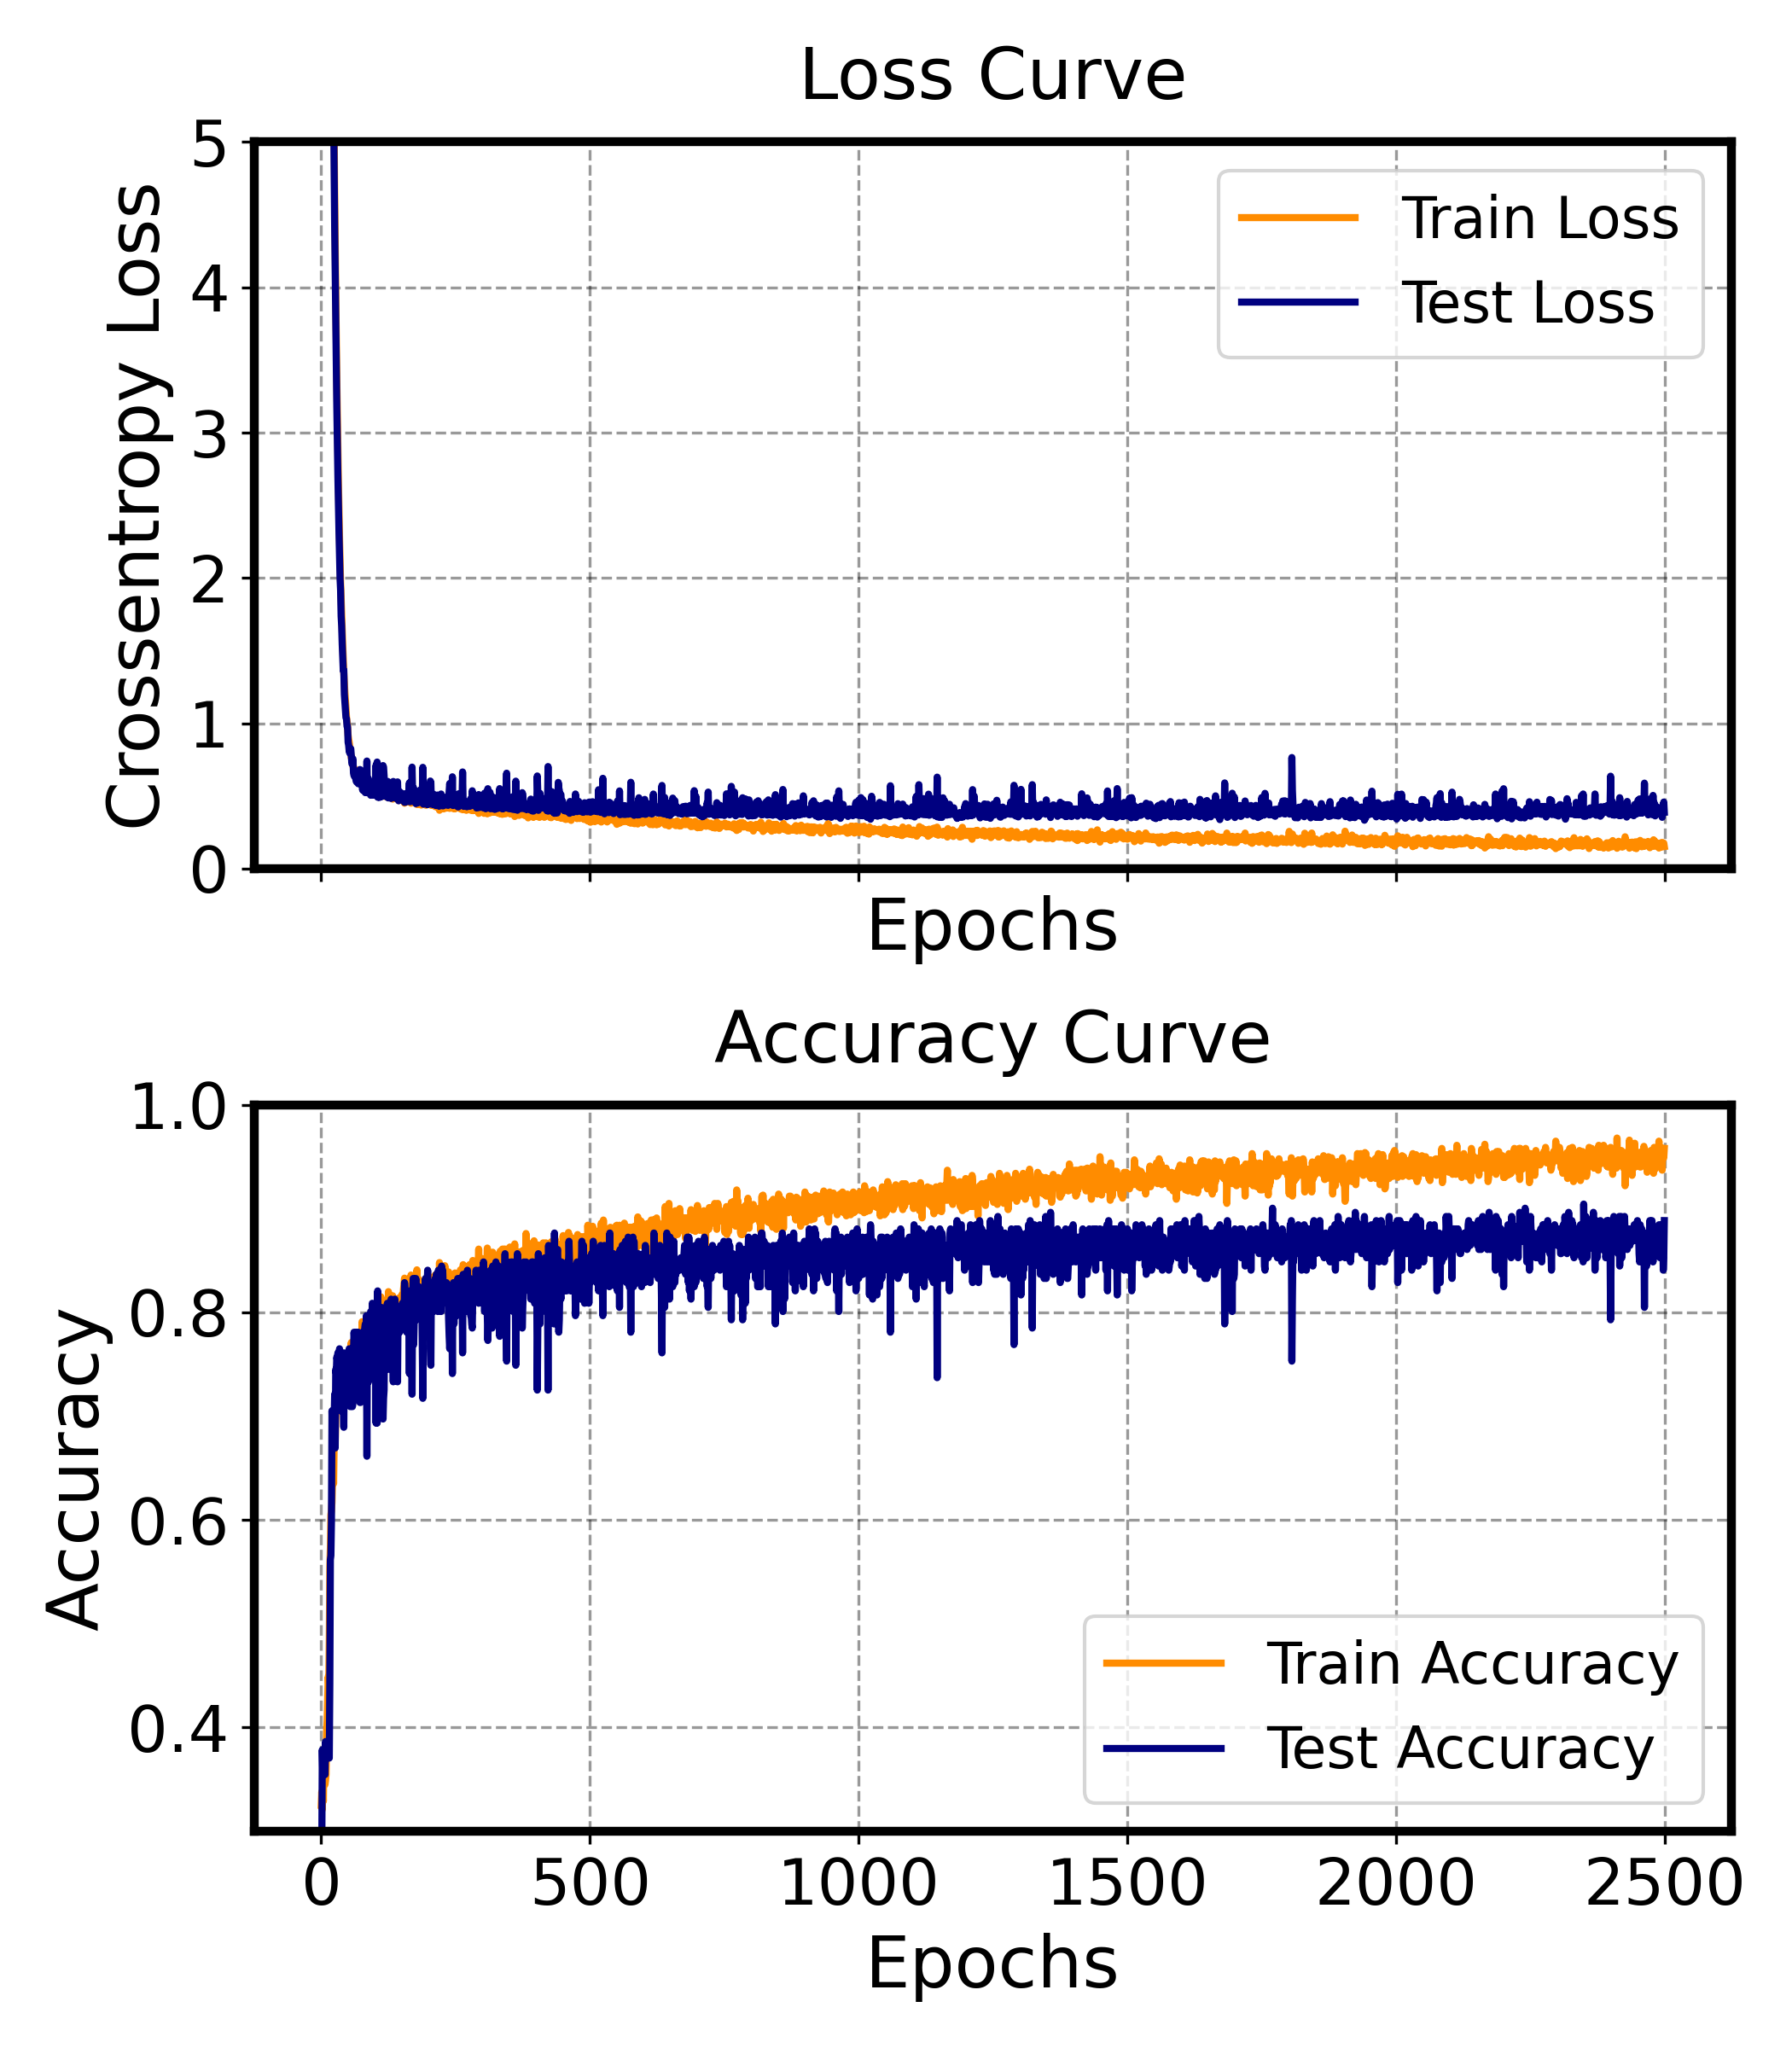 Loss Curve
5
4
3
2
1
0
Crossentropy Loss
Train Loss
Test Loss
Epochs
Accuracy Curve
1.0
0.8
0.6
0.4
Accuracy
Train Accuracy
Test Accuracy
0 500 1000 1500 2000 2500
Epochs